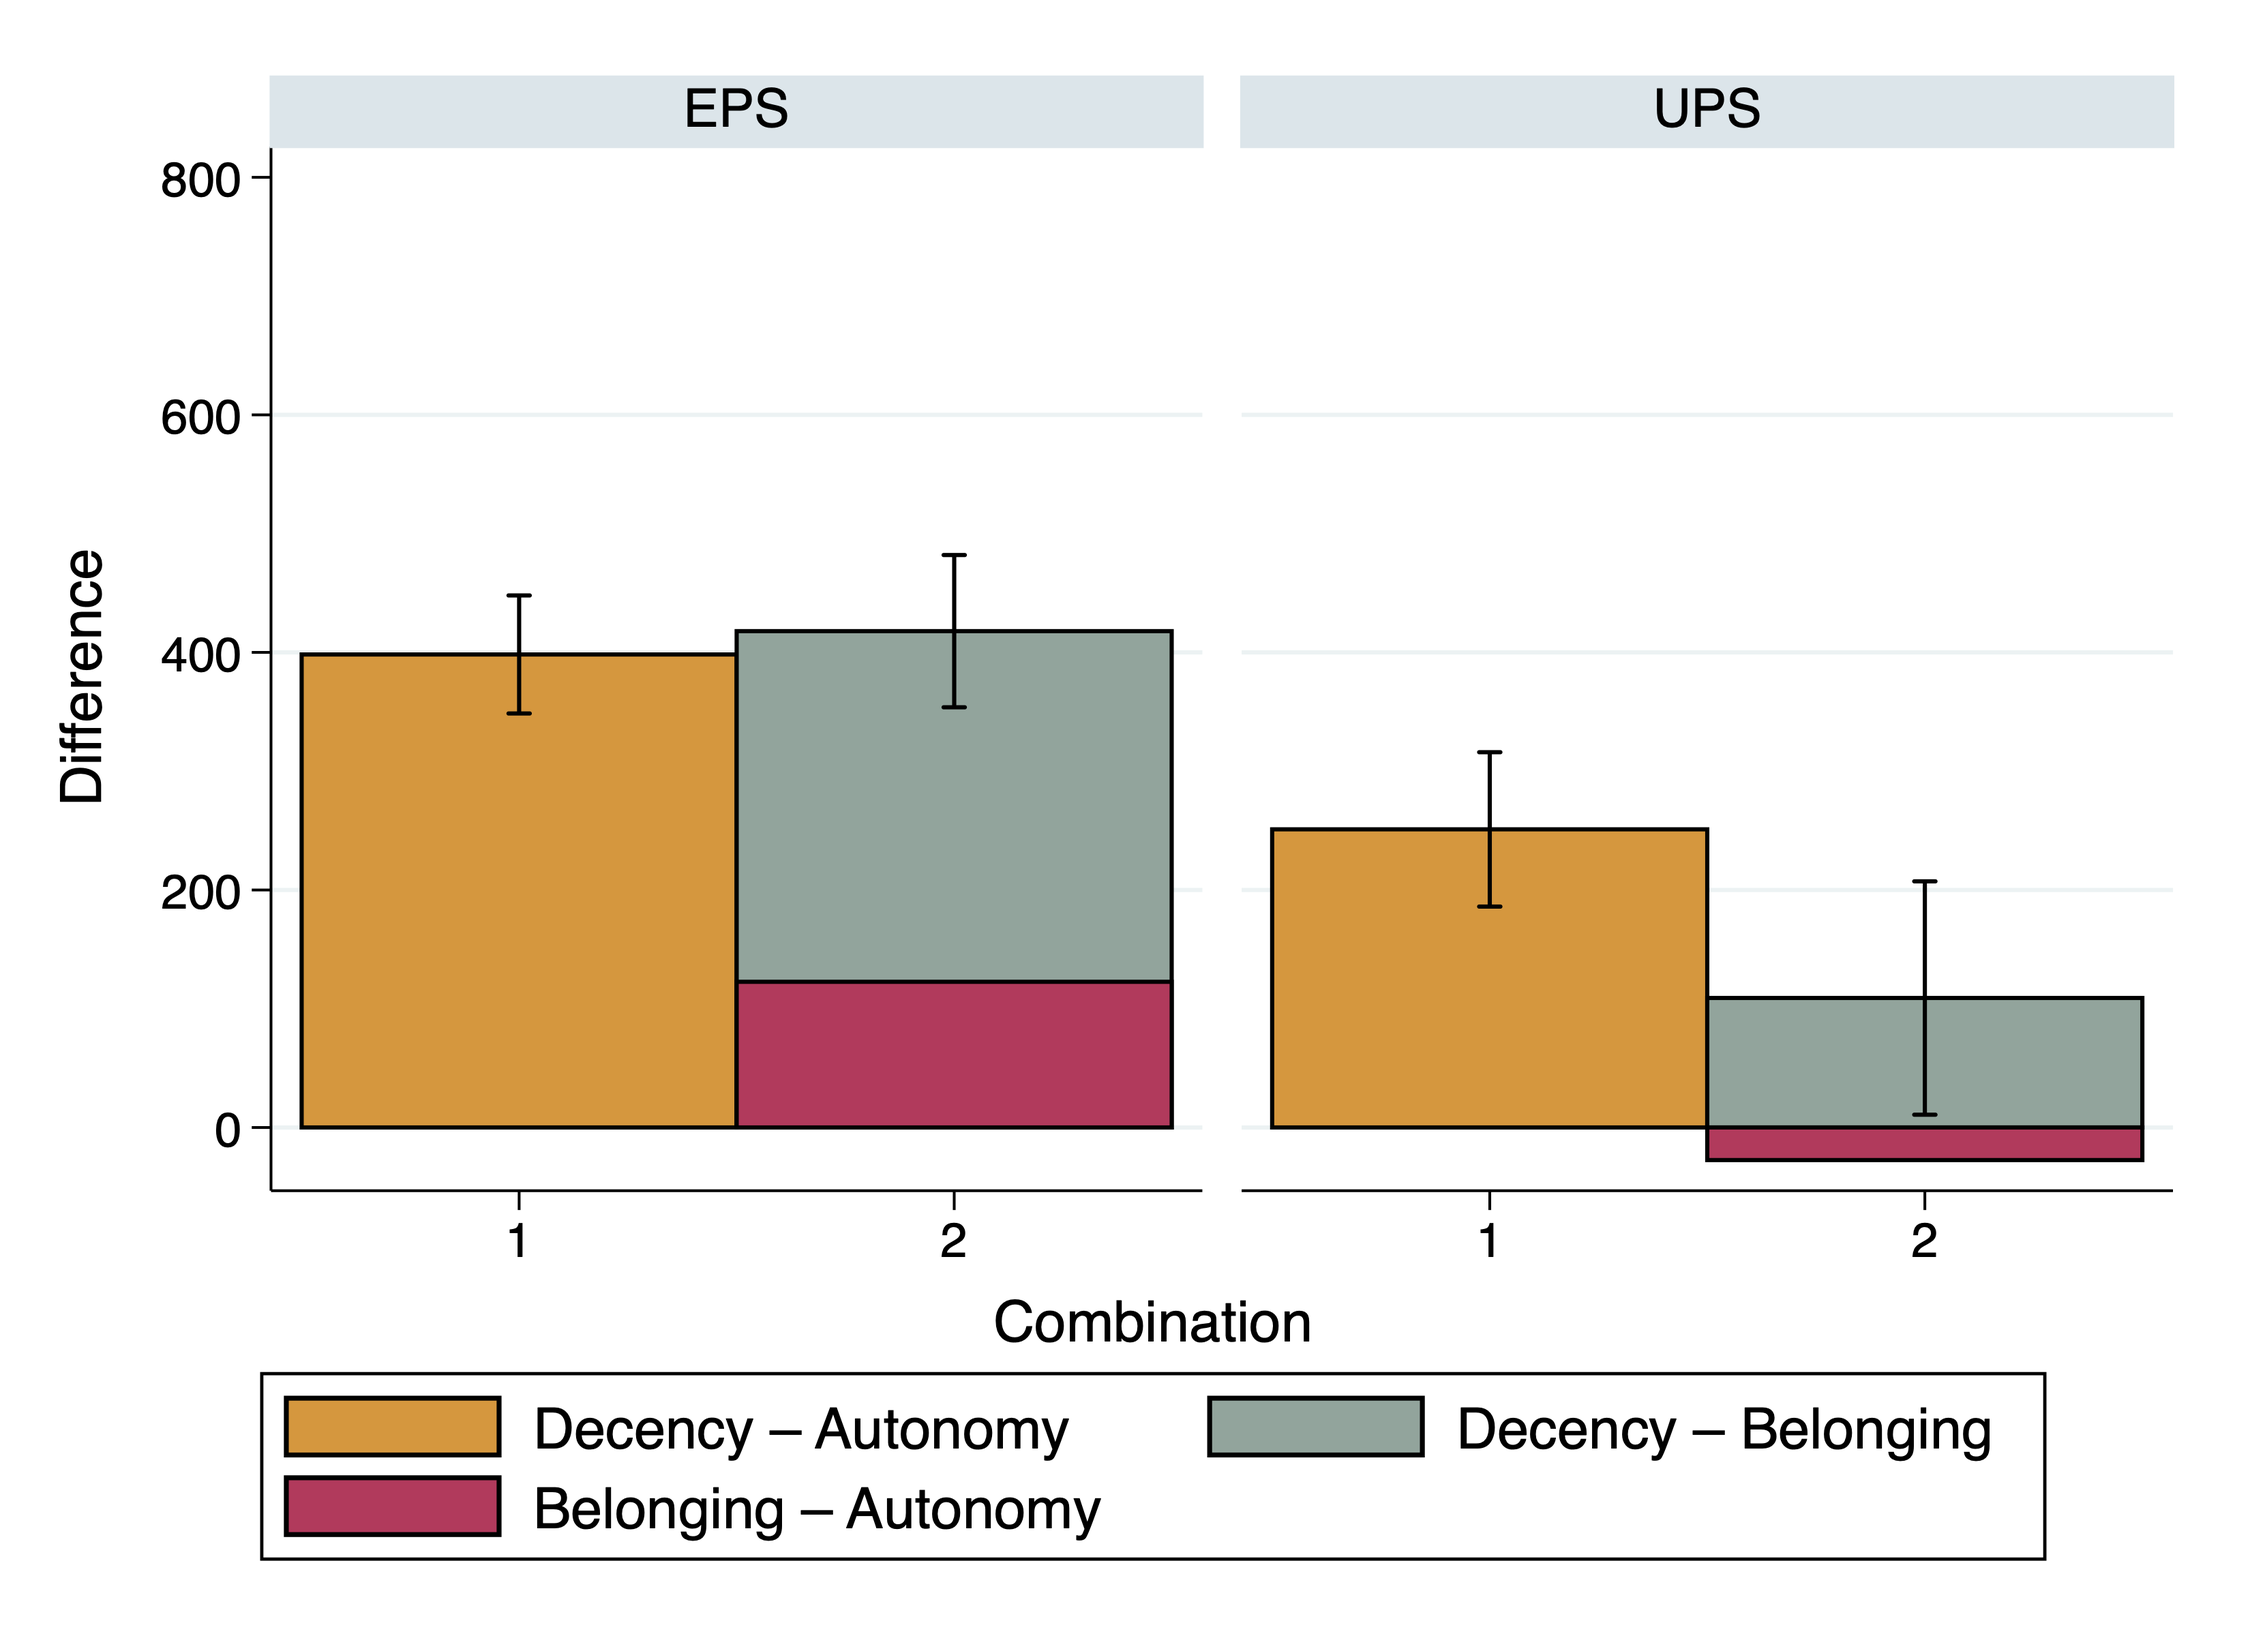 EPS
UPS
800
600
400
200
0
Difference
1
2
1
2
Combination
Decency – Autonomy
Decency – Belonging
Belonging – Autonomy